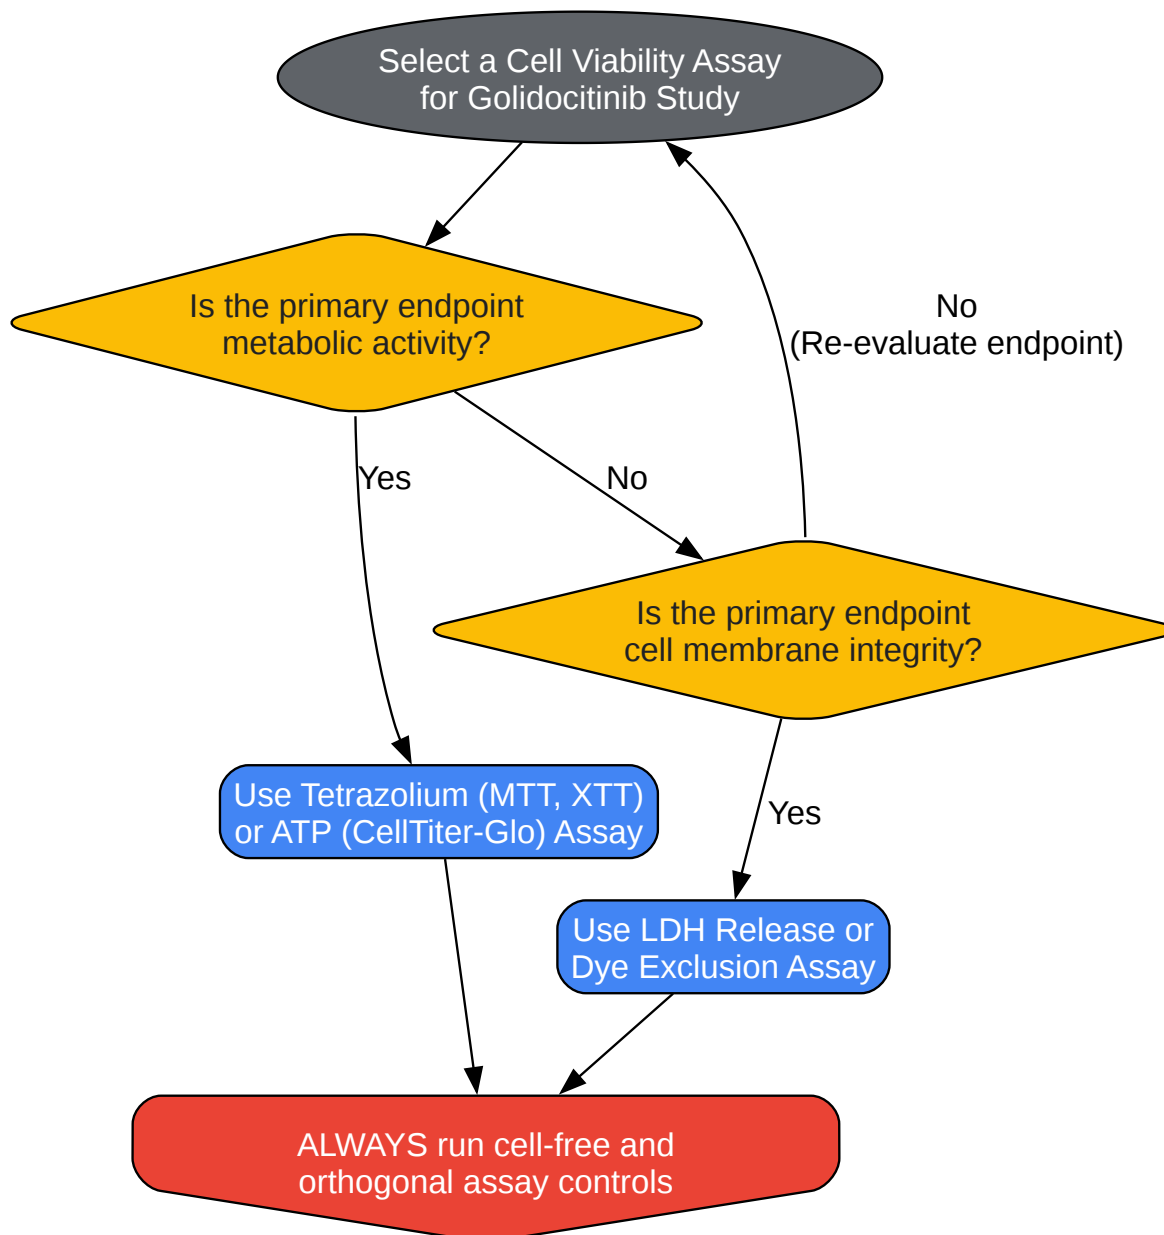 Select a Cell Viability Assay
for Golidocitinib Study
Is the primary endpoint
metabolic activity?
No
(Re-evaluate endpoint)
Yes
No
Is the primary endpoint
cell membrane integrity?
Use Tetrazolium (MTT, XTT)
or ATP (CellTiter-Glo) Assay
Yes
Use LDH Release or
Dye Exclusion Assay
ALWAYS run cell-free and
orthogonal assay controls